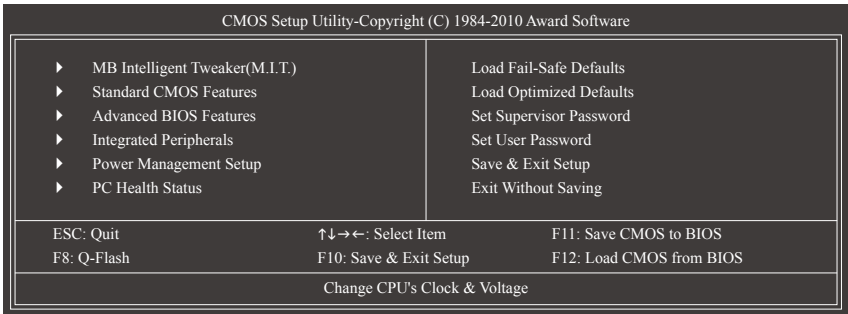 CMOS Setup Utility-Copyright (C) 1984-2010 Award Software
MB Intelligent Tweaker(M.I.T.)
Standard CMOS Features
Advanced BIOS Features
Integrated Peripherals
Power Management Setup
PC Health Status
Load Fail-Safe Defaults
Load Optimized Defaults
Set Supervisor Password
Set User Password
Save & Exit Setup
Exit Without Saving
ESC: Quit ↑↓→←: Select Item F11: Save CMOS to BIOS
F8: Q-Flash F10: Save & Exit Setup F12: Load CMOS from BIOS
Change CPU's Clock & Voltage